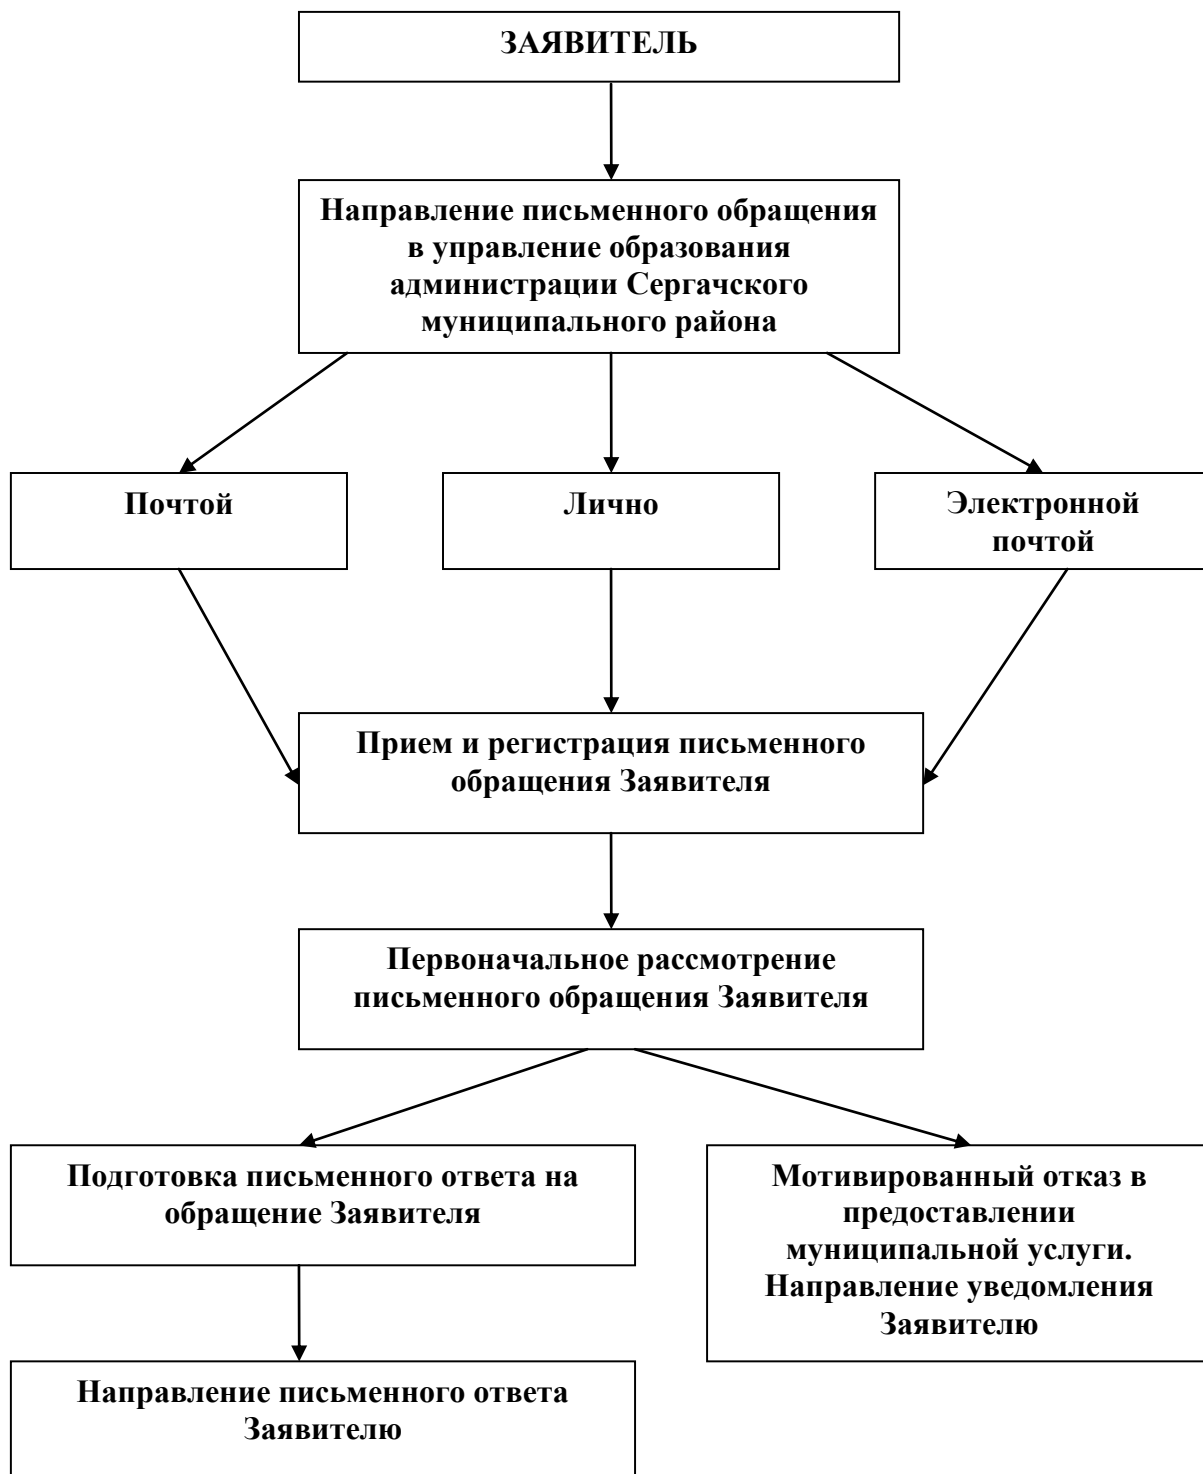 ЗАЯВИТЕЛЬ
Направление письменного обращения
в управление образования
администрации Сергачского
муниципального района
Почтой
Лично
Электронной
почтой
Прием и регистрация письменного
обращения Заявителя
Первоначальное рассмотрение
письменного обращения Заявителя
Подготовка письменного ответа на
обращение Заявителя
Мотивированный отказ в
предоставлении
муниципальной услуги.
Направление уведомления
Заявителю
Направление письменного ответа
Заявителю